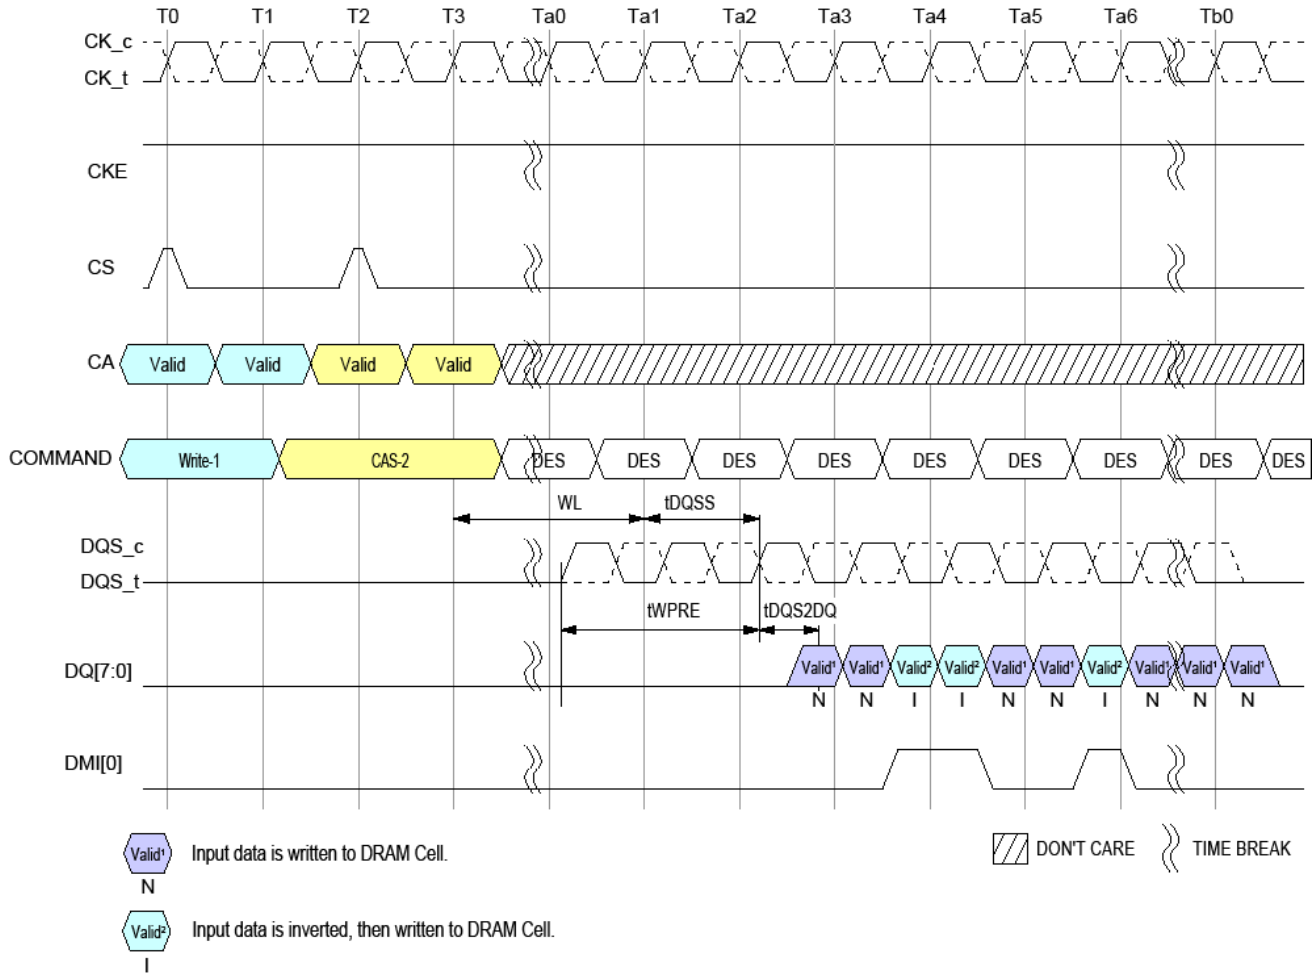 T0 T1 T2 T3 Ta0 Ta1 Ta2 Ta3 Ta4 Ta5 Ta6 Tb0
CK_c
CK_t
CKE
CS
CA Valid Valid Valid Valid
COMMAND Write-1 CAS-2 DES DES DES DES DES DES DES DES DES
WL tDQSS
DQS_c
DQS_t
tWPRE tDQS2DQ
DQ[7:0] Valid¹ Valid¹ Valid² Valid² Valid¹ Valid¹ Valid² Valid¹ Valid¹ Valid¹
N N I I N N I N N N
DMI[0]
Valid¹ Input data is written to DRAM Cell. DON'T CARE TIME BREAK
N
Valid² Input data is inverted, then written to DRAM Cell.
I